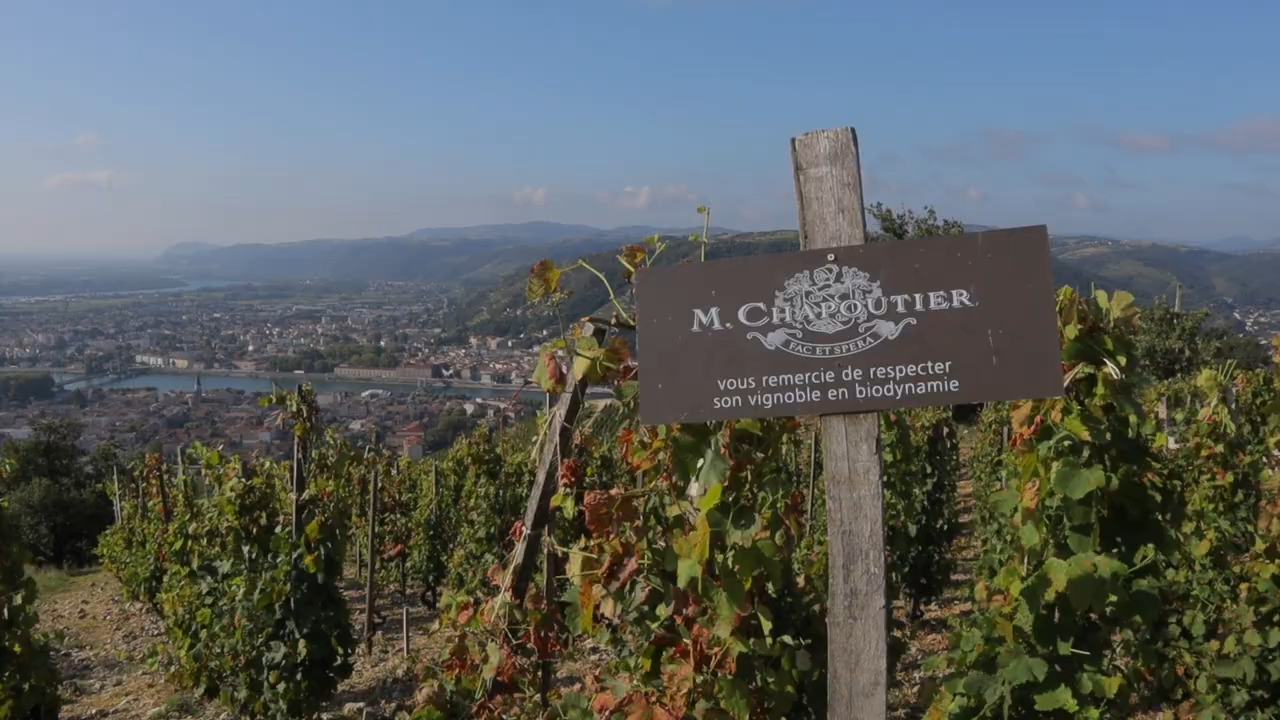 M. CHAPOUTIER
FAC ET SPERA
vous remercie de respecter
son vignoble en biodynamie